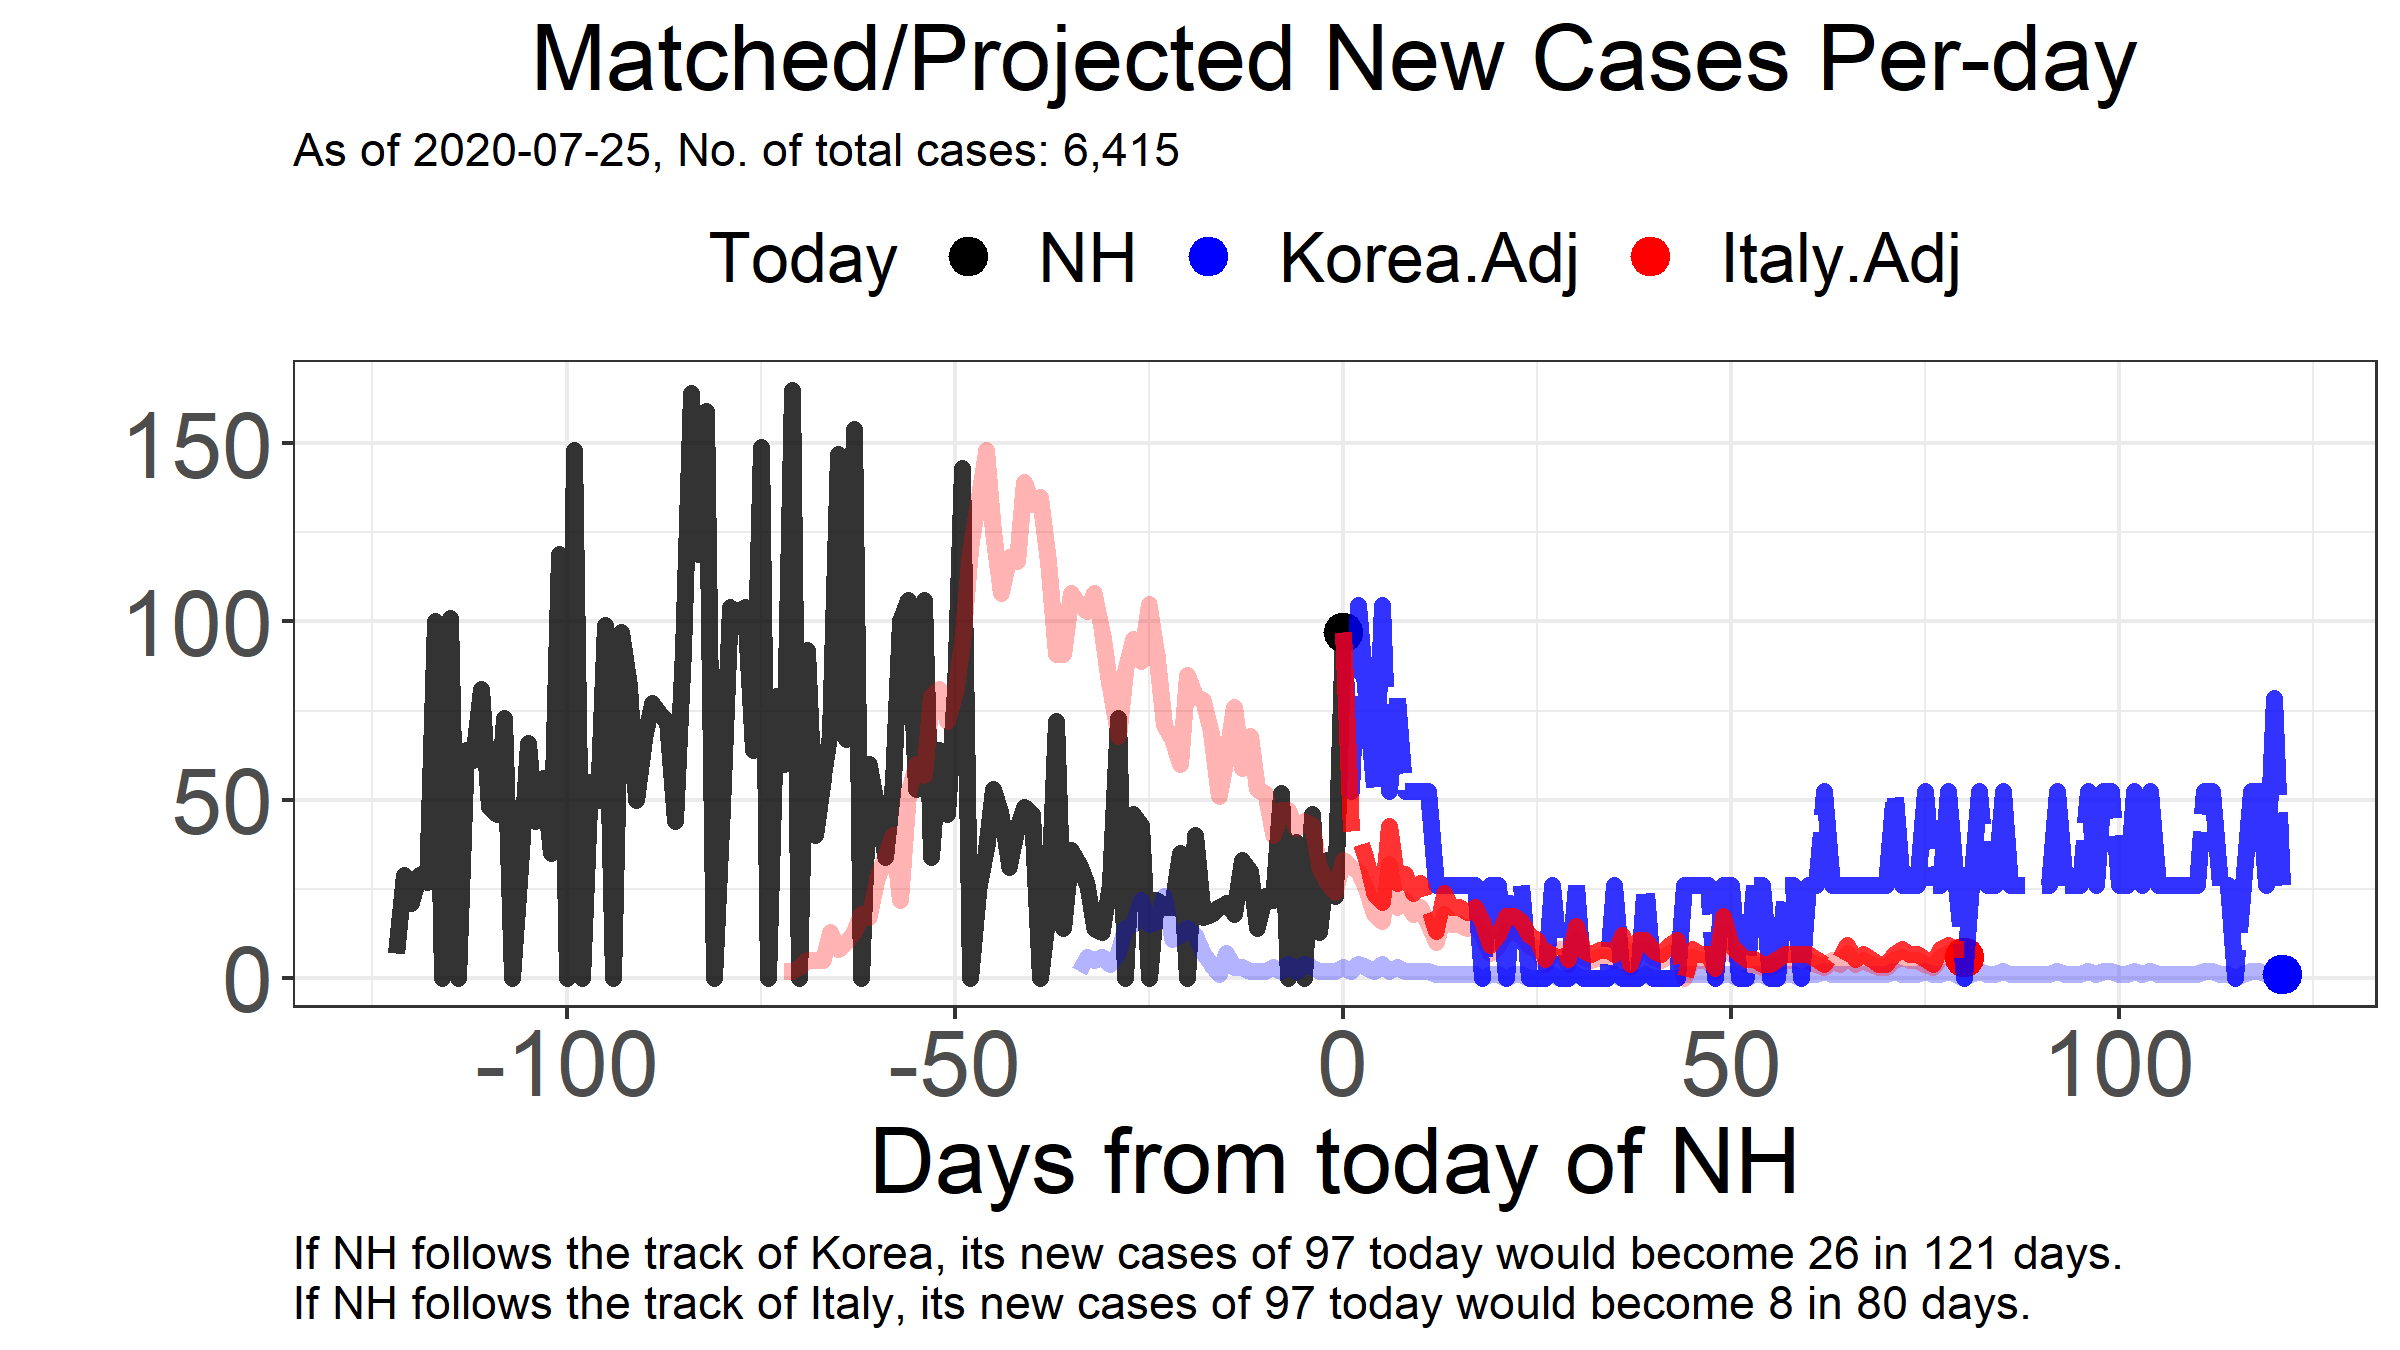 Matched/Projected New Cases Per-day
As of 2020-07-25, No. of total cases: 6,415
Today NH Korea.Adj Italy.Adj
150
100
50
0
-100 -50 0 50 100
Days from today of NH
If NH follows the track of Korea, its new cases of 97 today would become 26 in 121 days.
If NH follows the track of Italy, its new cases of 97 today would become 8 in 80 days.